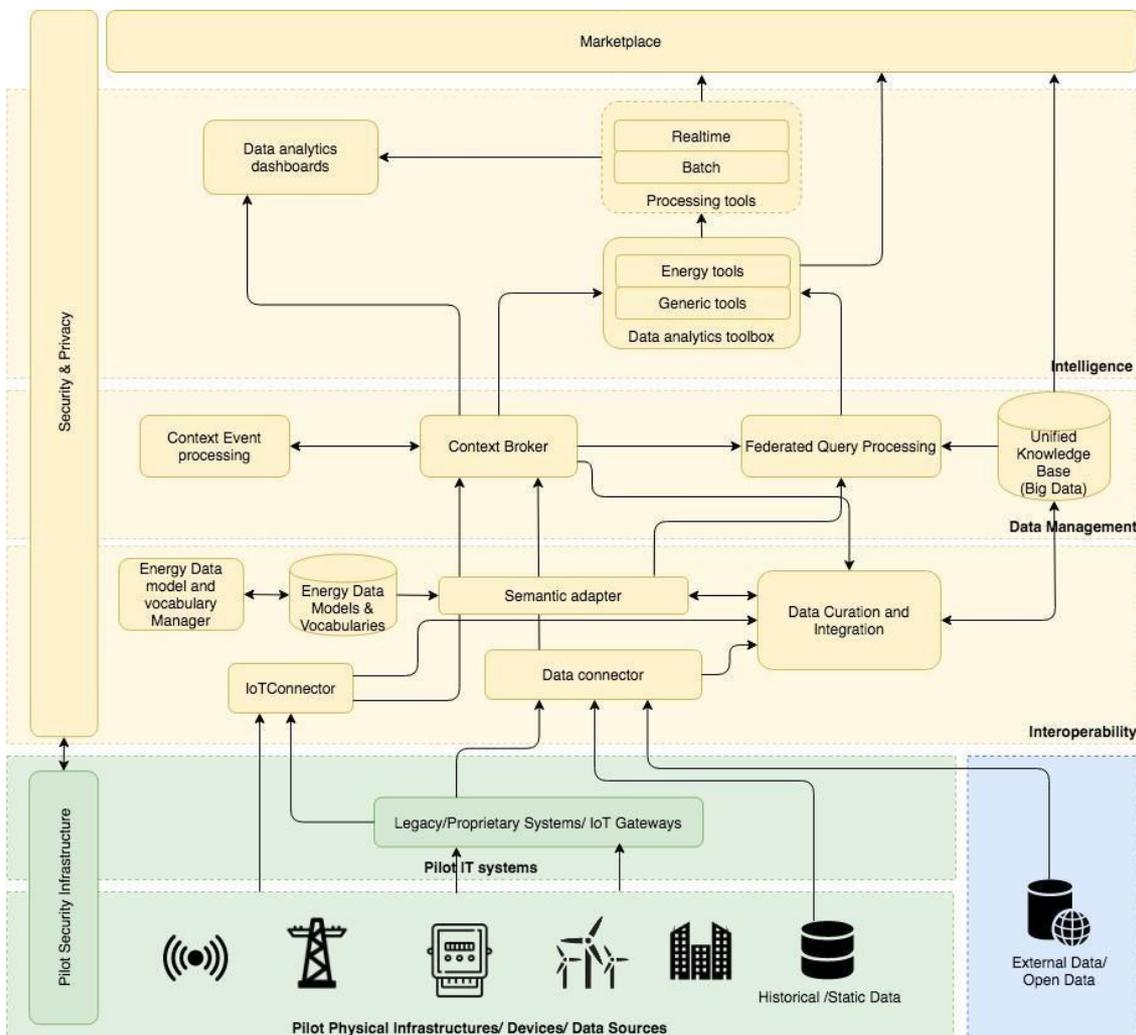 Marketplace
Security & Privacy
Realtime
Batch
Processing tools
Data analytics
dashboards
Energy tools
Generic tools
Data analytics toolbox
Intelligence
Context Event
processing
Context Broker
Federated Query Processing
Unified
Knowledge
Base
(Big Data)
Data Management
Energy Data
model and
vocabulary
Manager
Energy Data
Models &
Vocabularies
Semantic adapter
Data Curation and
Integration
IoTConnector
Data connector
Interoperability
Pilot Security Infrastructure
Legacy/Proprietary Systems/ IoT Gateways
Pilot IT systems
Historical /Static Data
External Data/
Open Data
Pilot Physical Infrastructures/ Devices/ Data Sources